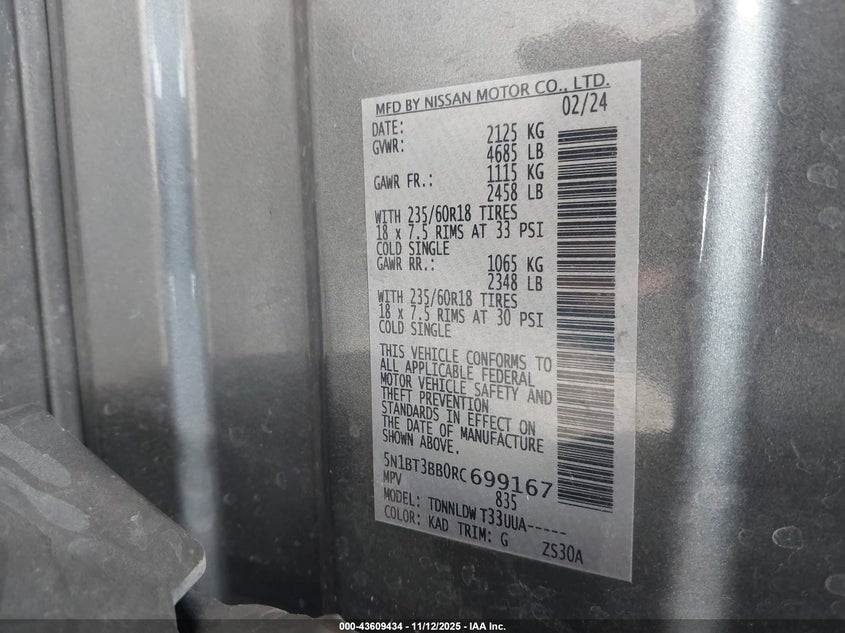 MFD BY NISSAN MOTOR CO., LTD.
DATE: 02/24
GVWR: 2125 KG
4685 LB
GAWR FR.: 1115 KG
2458 LB
WITH 235/60R18 TIRES
18 x 7.5 RIMS AT 33 PSI
COLD SINGLE
GAWR RR.: 1065 KG
2348 LB
WITH 235/60R18 TIRES
18 x 7.5 RIMS AT 30 PSI
COLD SINGLE
THIS VEHICLE CONFORMS TO
ALL APPLICABLE FEDERAL
MOTOR VEHICLE SAFETY AND
THEFT PREVENTION
STANDARDS IN EFFECT ON
THE DATE OF MANUFACTURE
SHOWN ABOVE.
5N1BT3BB0RC699167
MPV 835
MODEL: TDNNLDWT33UUA------
COLOR: KAD TRIM: G ZS30A
000-43609434 - 11/12/2025 - IAA Inc.